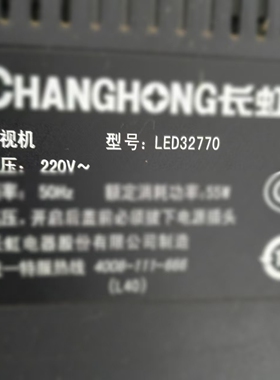 CHANGHONG长虹
视机 型号: LED32770
压: 220V～
率: 50Hz 额定消耗功率: 55W
压, 开启后盖前必须拔下电源插头
虹电器股份有限公司制造
一特服热线 4008-111-666
(L40)